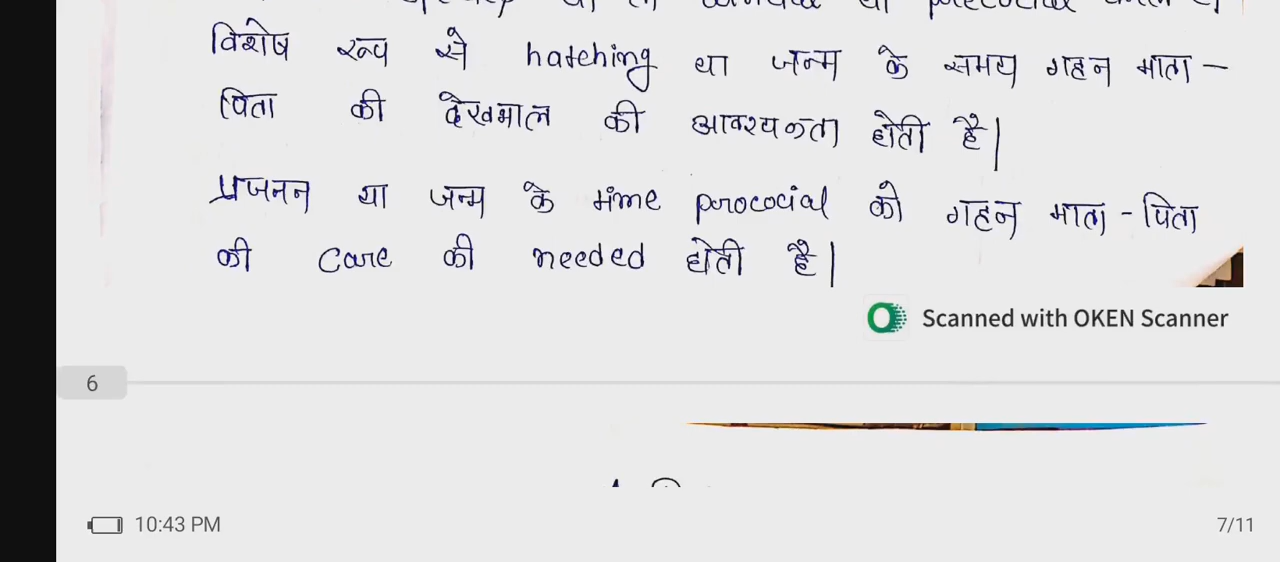 विशेष रूप से hatching या जन्म के समय गहन माता -
पिता की देखभाल की आवश्यकता होती है|
प्रजनन या जन्म के time prococial को गहन माता - पिता
की care की needed होती है|
Scanned with OKEN Scanner
6
10:43 PM
7/11